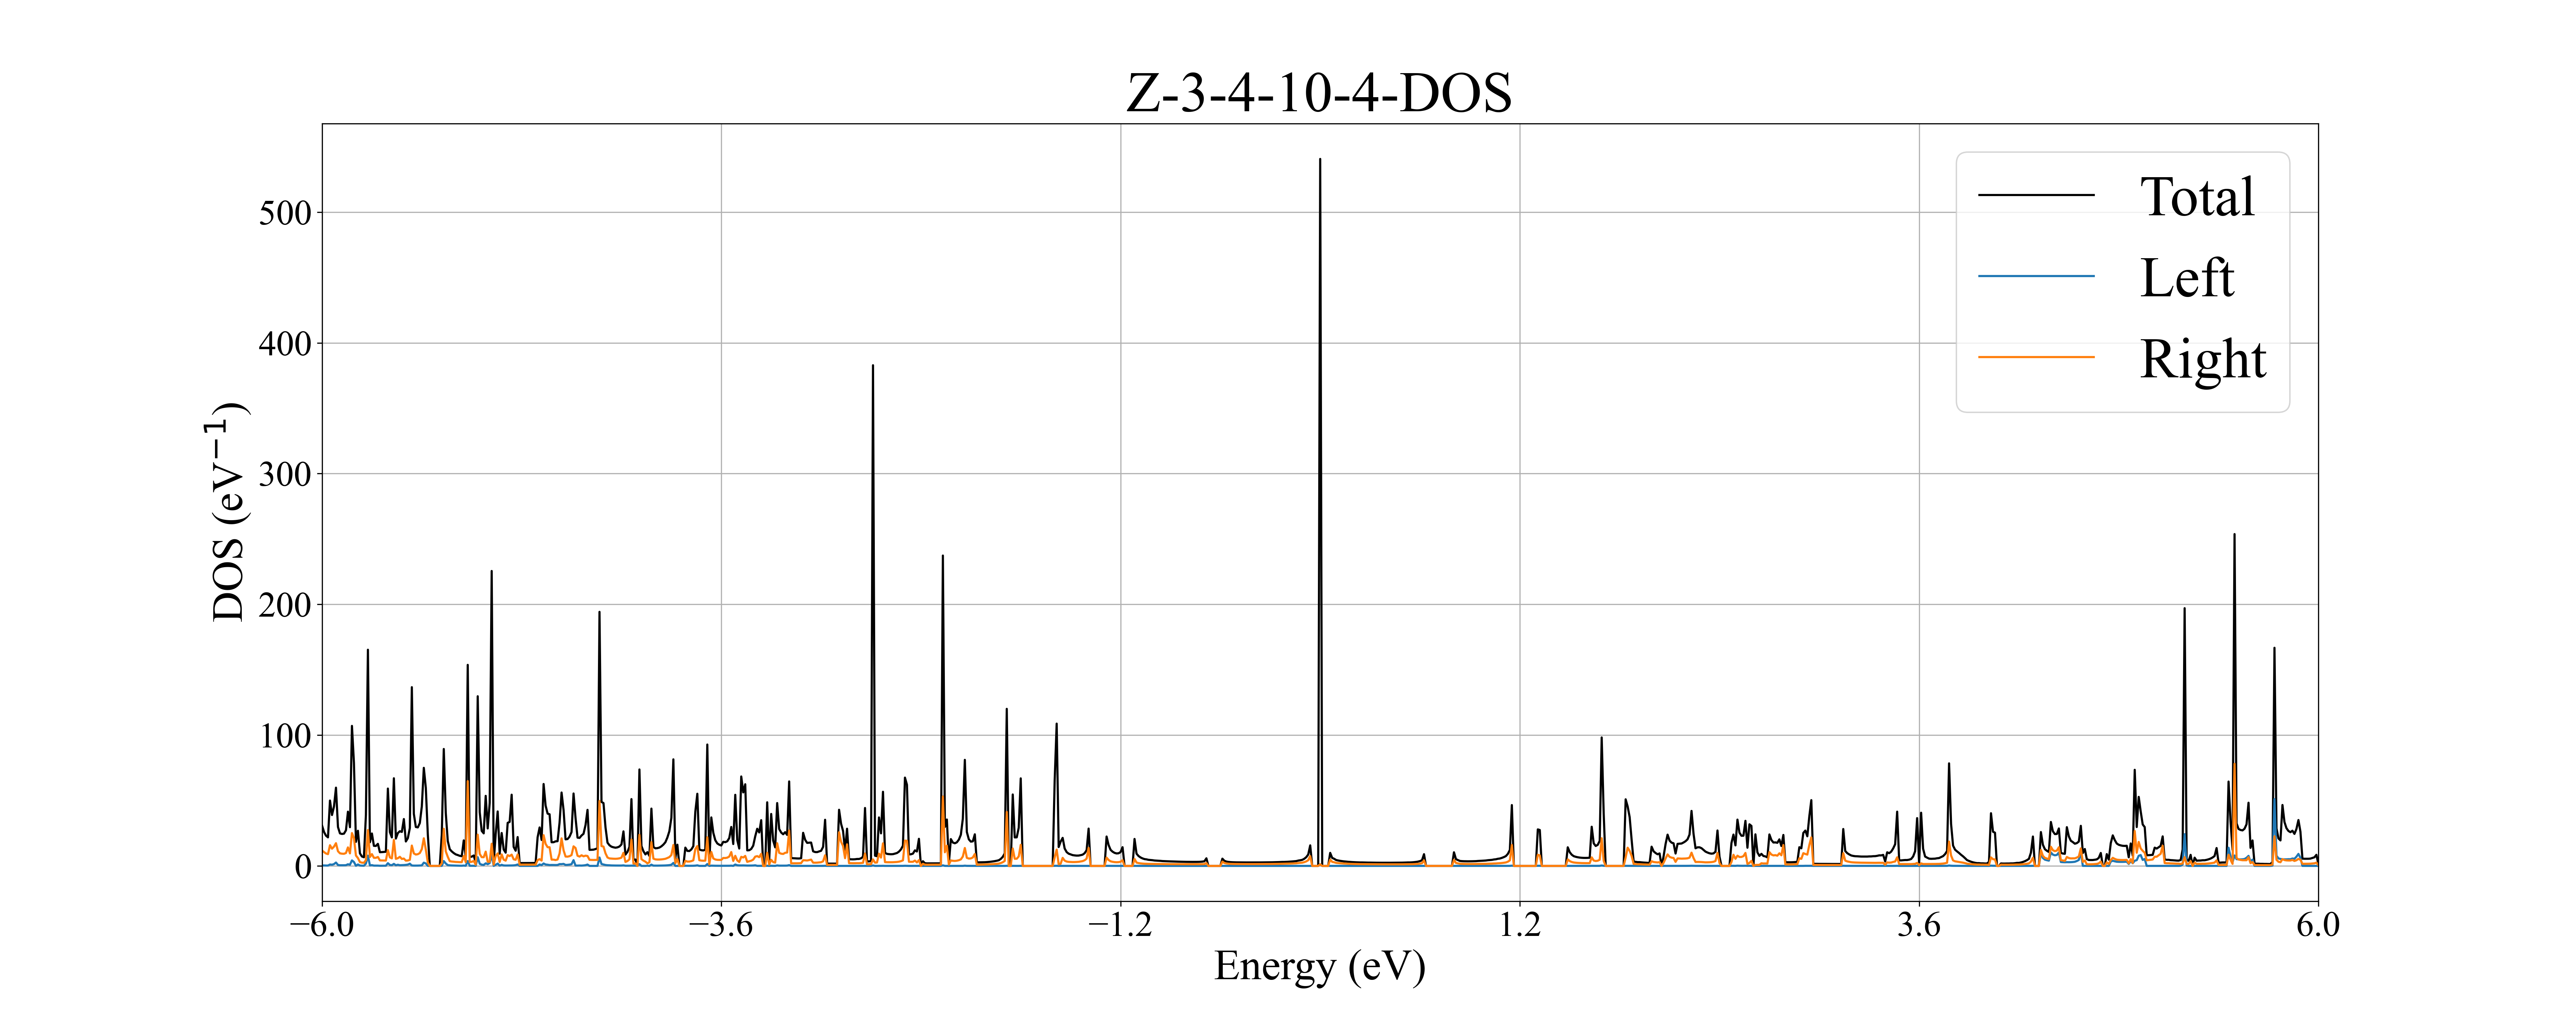 Z-3-4-10-4-DOS
Total
Left
Right
500
400
300
200
100
0
DOS (eV⁻¹)
−6.0 −3.6 −1.2 1.2 3.6 6.0
Energy (eV)